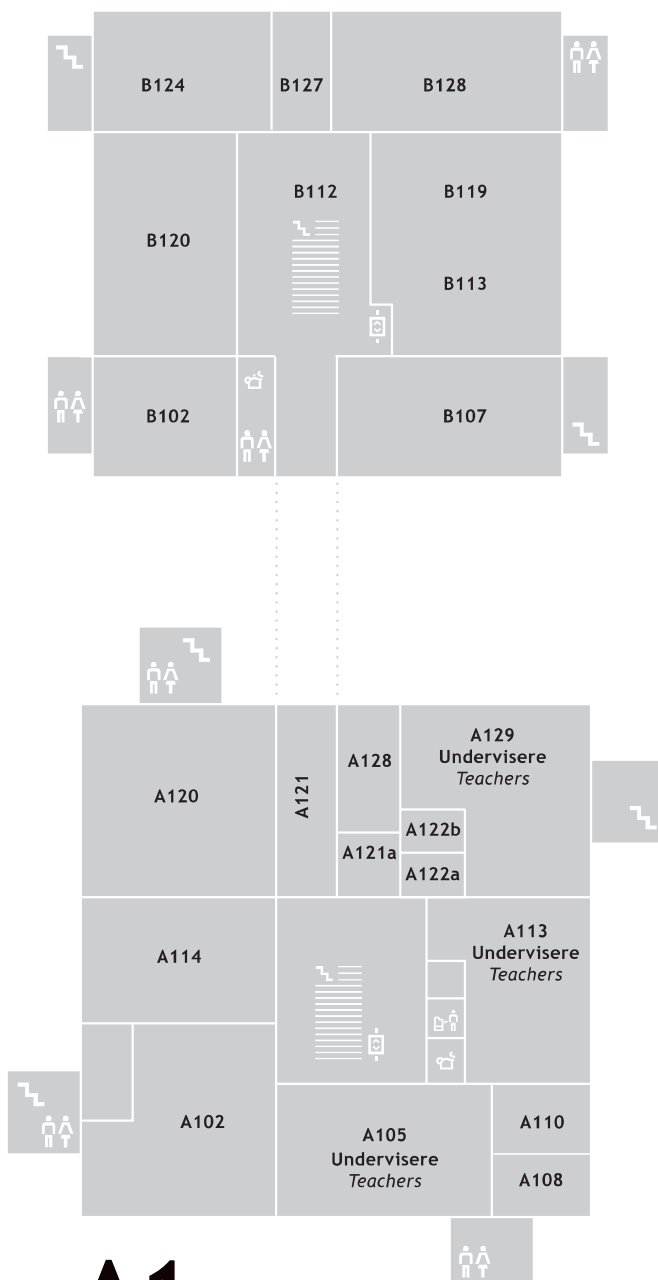 B124
B127
B128
B112
B119
B120
B113
B102
B107
A129
Undervisere
Teachers
A128
A120
A121
A122b
A121a
A122a
A113
Undervisere
Teachers
A114
A102
A105
Undervisere
Teachers
A110
A108
A1